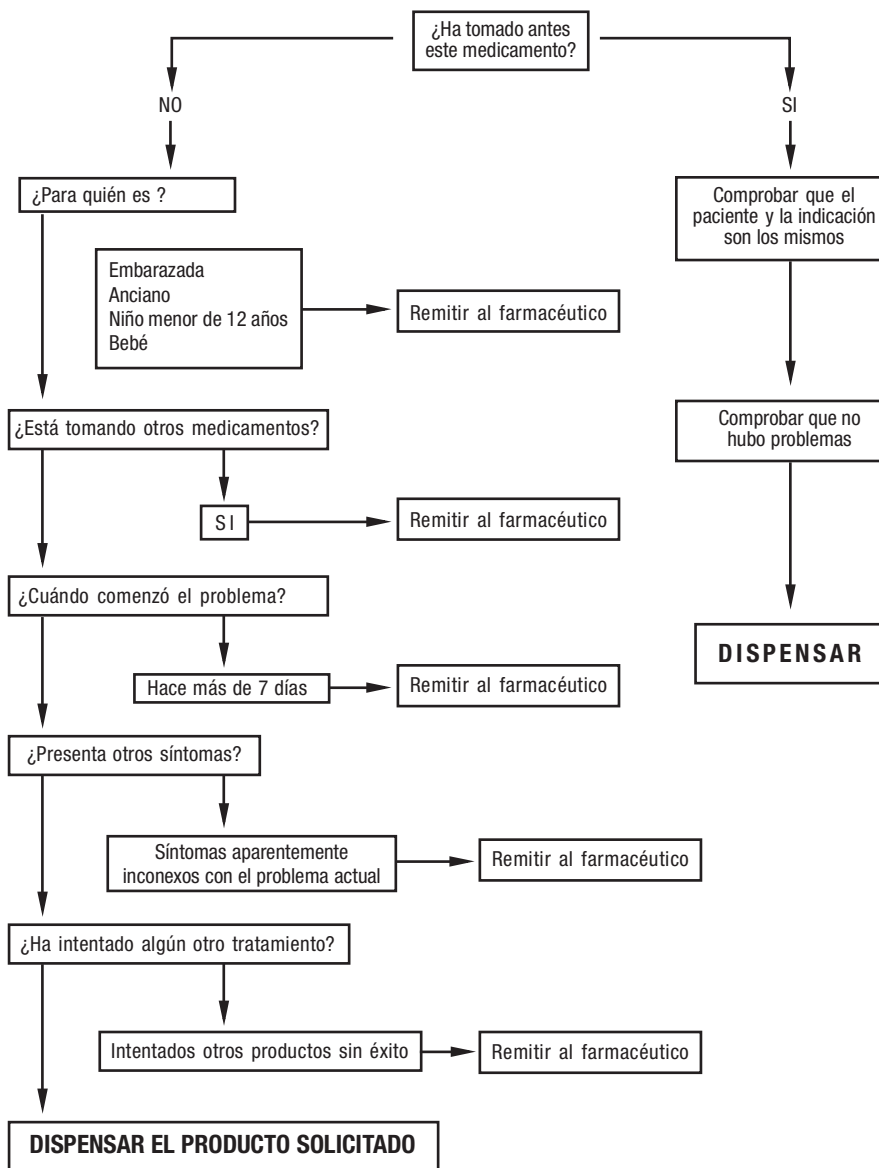 ¿Ha tomado antes
este medicamento?
NO
SI
¿Para quién es ?
Comprobar que el
paciente y la indicación
son los mismos
Embarazada
Anciano
Niño menor de 12 años
Bebé
Remitir al farmacéutico
¿Está tomando otros medicamentos?
Comprobar que no
hubo problemas
SI
Remitir al farmacéutico
¿Cuándo comenzó el problema?
DISPENSAR
Hace más de 7 días
Remitir al farmacéutico
¿Presenta otros síntomas?
Síntomas aparentemente
inconexos con el problema actual
Remitir al farmacéutico
¿Ha intentado algún otro tratamiento?
Intentados otros productos sin éxito
Remitir al farmacéutico
DISPENSAR EL PRODUCTO SOLICITADO